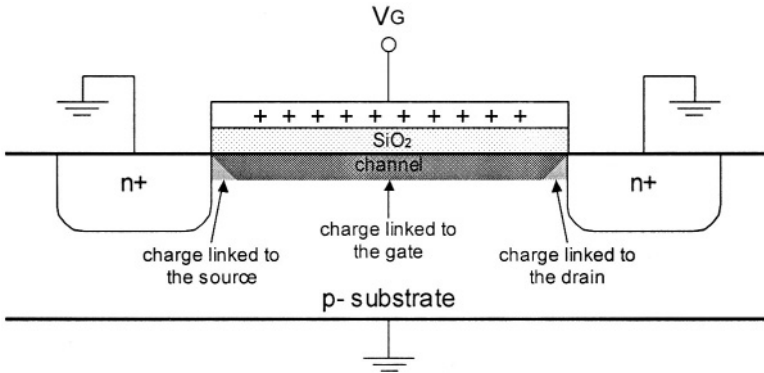 VG
+ + + + + + + + + +
SiO2
channel
n+
n+
charge linked to
the source
charge linked to
the gate
charge linked to
the drain
p- substrate